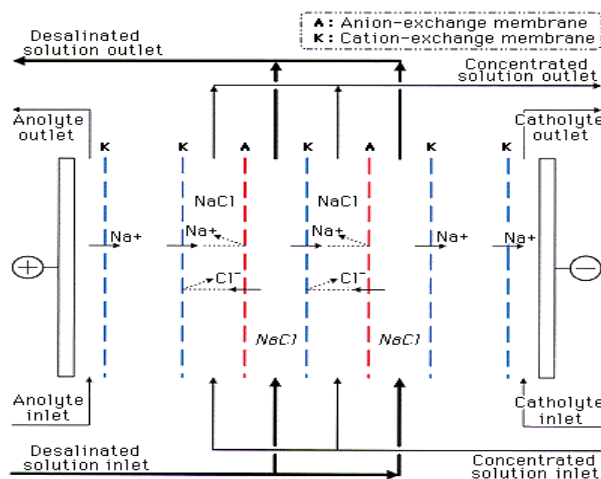 Desalinated
solution outlet
A: Anion-exchange membrane
K: Cation-exchange membrane
Concentrated
solution outlet
Anolyte
outlet
Catholyte
outlet
K
K
A
K
A
K
K
NaCl
NaCl
Na+
Na+
Na+
Na+
Na+
+
−
Cl−
Cl−
NaCl
NaCl
Anolyte
inlet
Catholyte
inlet
Desalinated
solution inlet
Concentrated
solution inlet